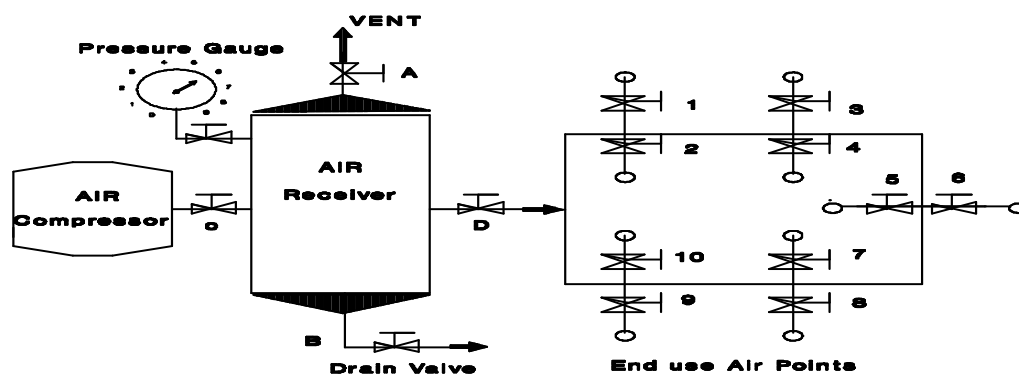 VENT
Pressure Gauge
A
1
3
2
4
AIR
Receiver
AIR
Compressor
C
D
5
6
10
7
9
8
B
Drain Valve
End use Air Points